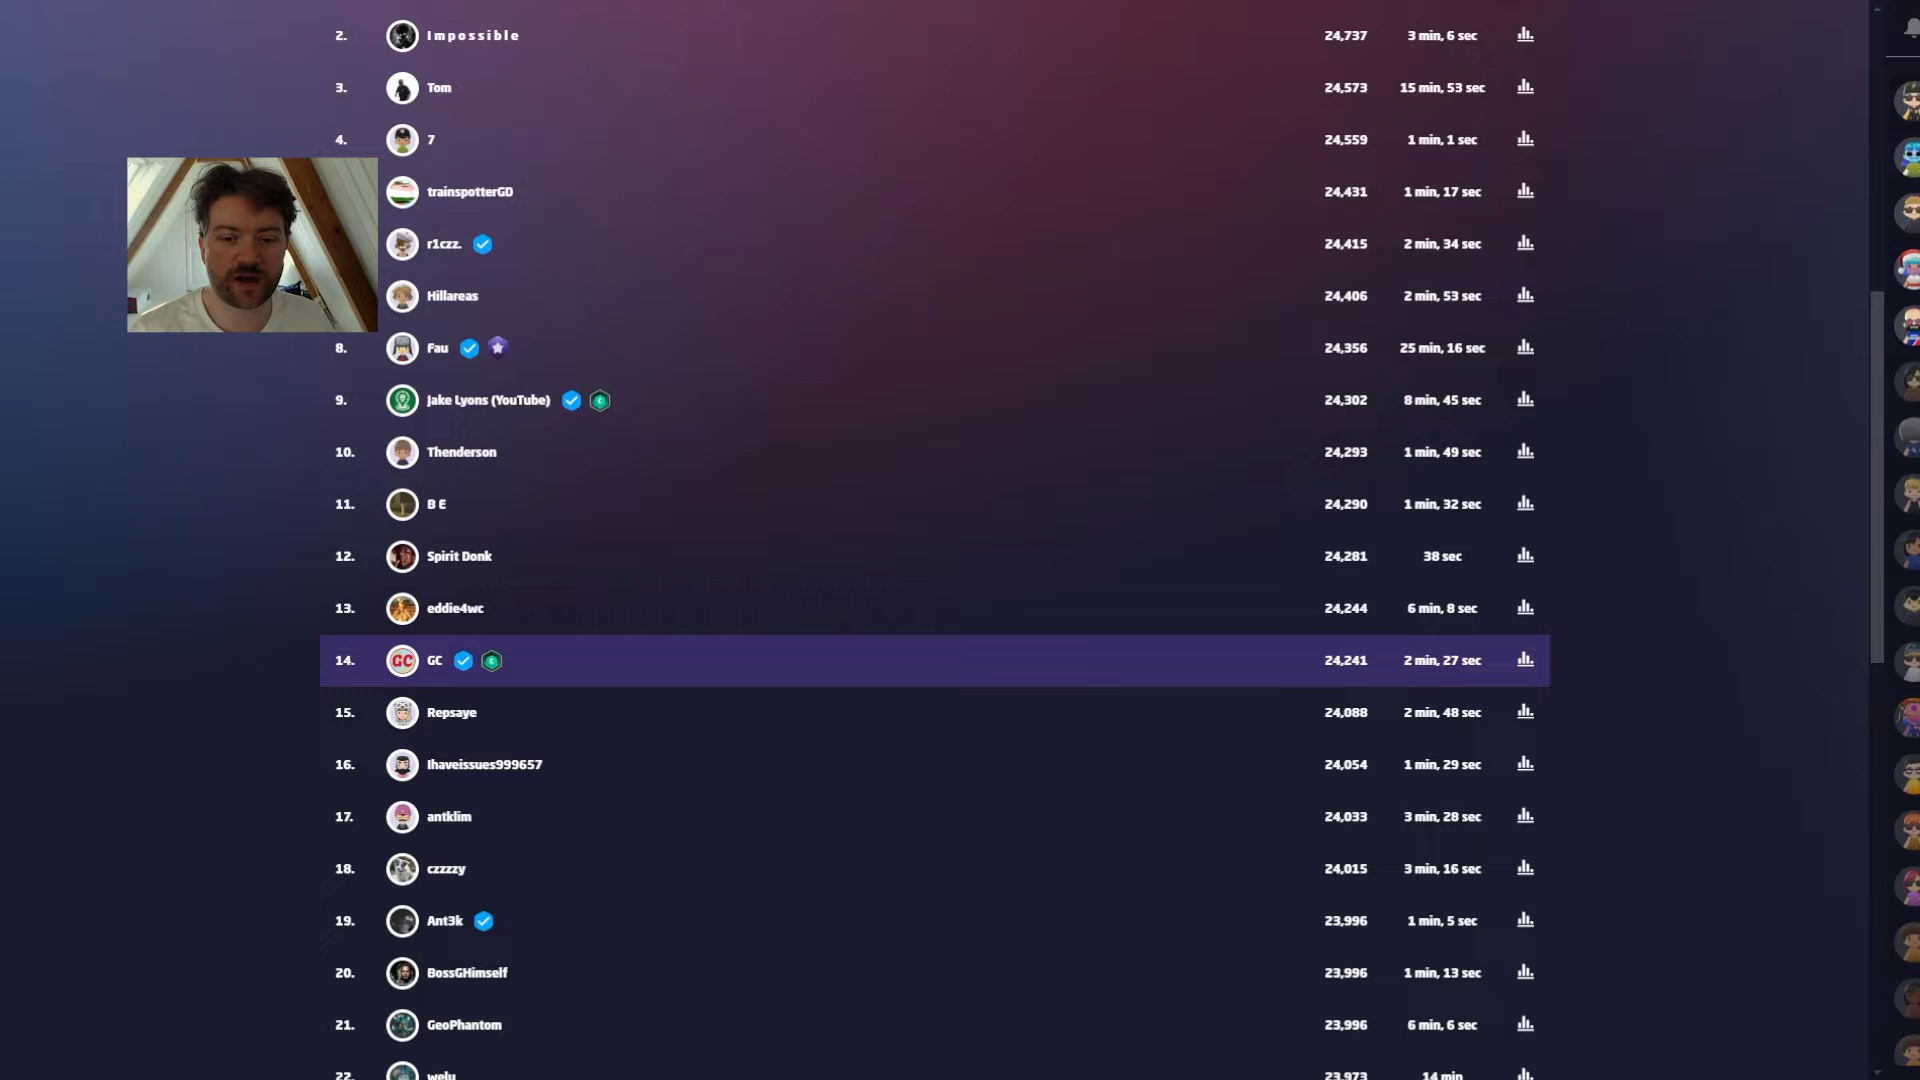 2. Impossible 24,737 3 min, 6 sec
3. Tom 24,573 15 min, 53 sec
4. 7 24,559 1 min, 1 sec
trainspotterGD 24,431 1 min, 17 sec
r1czz. 24,415 2 min, 34 sec
Hillareas 24,406 2 min, 53 sec
8. Fau 24,356 25 min, 16 sec
9. Jake Lyons (YouTube) 24,302 8 min, 45 sec
10. Thenderson 24,293 1 min, 49 sec
11. B E 24,290 1 min, 32 sec
12. Spirit Donk 24,281 38 sec
13. eddie4wc 24,244 6 min, 8 sec
14. GC GC 24,241 2 min, 27 sec
15. Repsaye 24,088 2 min, 48 sec
16. Ihaveissues999657 24,054 1 min, 29 sec
17. antklim 24,033 3 min, 28 sec
18. czzzzy 24,015 3 min, 16 sec
19. Ant3k 23,996 1 min, 5 sec
20. BossGHimself 23,996 1 min, 13 sec
21. GeoPhantom 23,996 6 min, 6 sec
22. welu 23,973 14 min